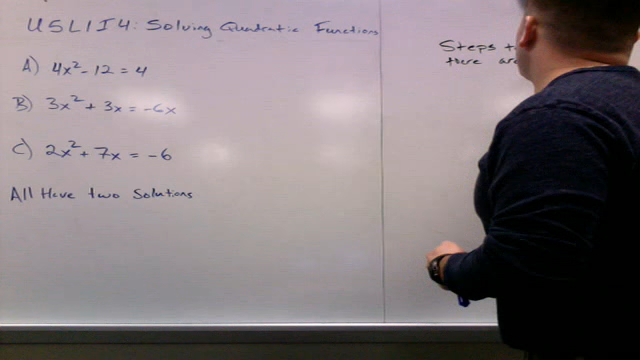 U5L1I4: Solving Quadratic Functions
A) 4x² - 12 = 4
B) 3x² + 3x = -6x
C) 2x² + 7x = -6
All Have two Solutions
Steps
there